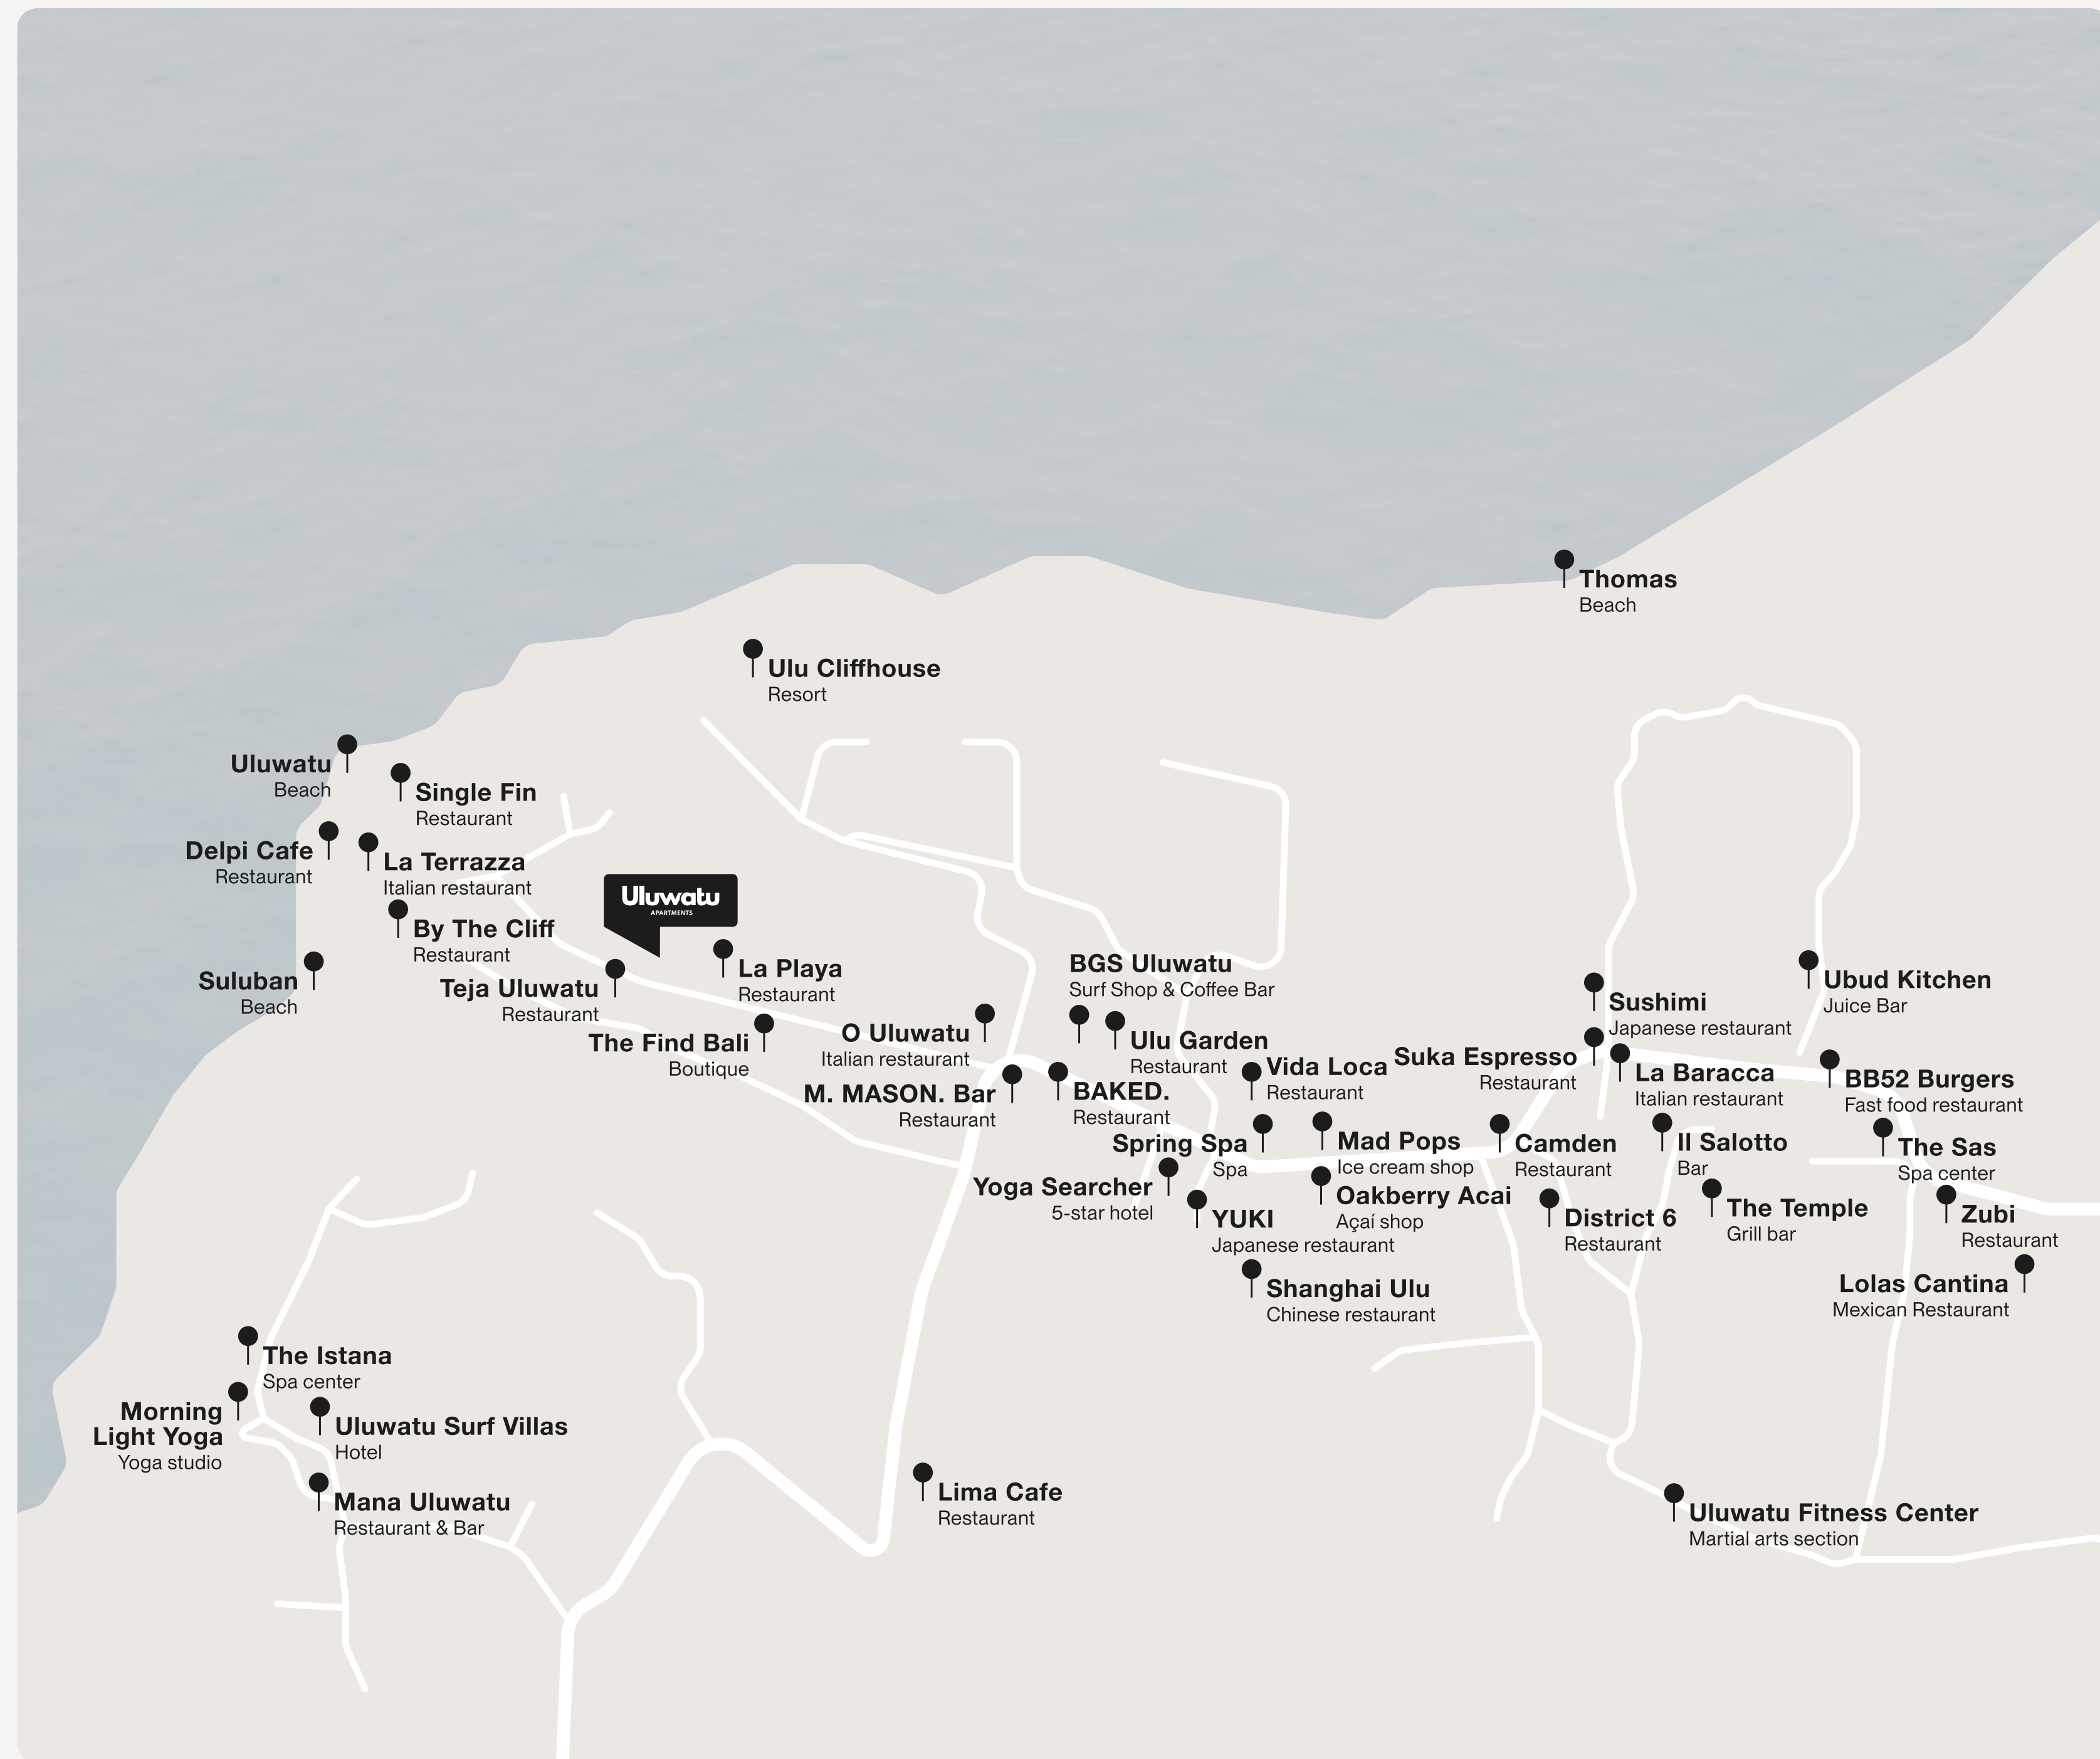 Thomas
Beach
Ulu Cliffhouse
Resort
Uluwatu
Beach
Single Fin
Restaurant
Delpi Cafe
Restaurant
La Terrazza
Italian restaurant
Uluwatu
APARTMENTS
By The Cliff
Restaurant
Suluban
Beach
Teja Uluwatu
Restaurant
La Playa
Restaurant
The Find Bali
Boutique
O Uluwatu
Italian restaurant
BGS Uluwatu
Surf Shop & Coffee Bar
Ulu Garden
Restaurant
M. MASON. Bar
Restaurant
BAKED.
Restaurant
Vida Loca
Restaurant
Suka Espresso
Restaurant
Sushimi
Japanese restaurant
Ubud Kitchen
Juice Bar
La Baracca
Italian restaurant
BB52 Burgers
Fast food restaurant
Spring Spa
Spa
Mad Pops
Ice cream shop
Camden
Restaurant
Il Salotto
Bar
The Sas
Spa center
Yoga Searcher
5-star hotel
YUKI
Japanese restaurant
Oakberry Acai
Açaí shop
District 6
Restaurant
The Temple
Grill bar
Zubi
Restaurant
Shanghai Ulu
Chinese restaurant
Lolas Cantina
Mexican Restaurant
The Istana
Spa center
Morning
Light Yoga
Yoga studio
Uluwatu Surf Villas
Hotel
Mana Uluwatu
Restaurant & Bar
Lima Cafe
Restaurant
Uluwatu Fitness Center
Martial arts section